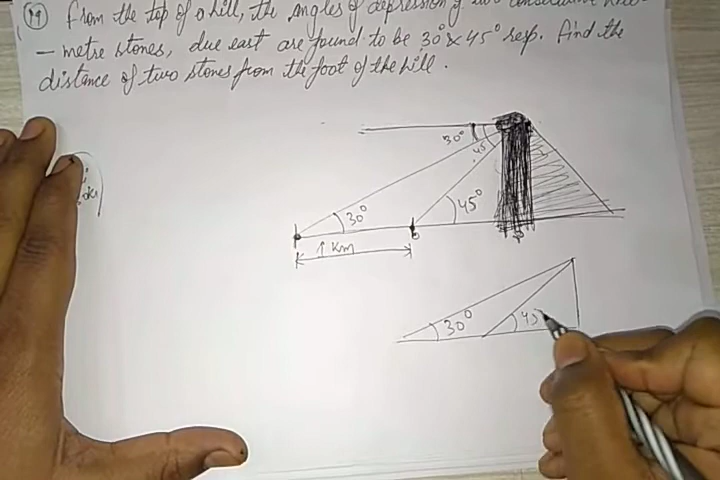 19 from the top of a hill, the angles of depression of two consecutive kilo
- metre stones, due east are found to be 30° & 45° resp. find the
distance of two stones from the foot of the hill.
30°
45
30° 45°
1 km
30° 45